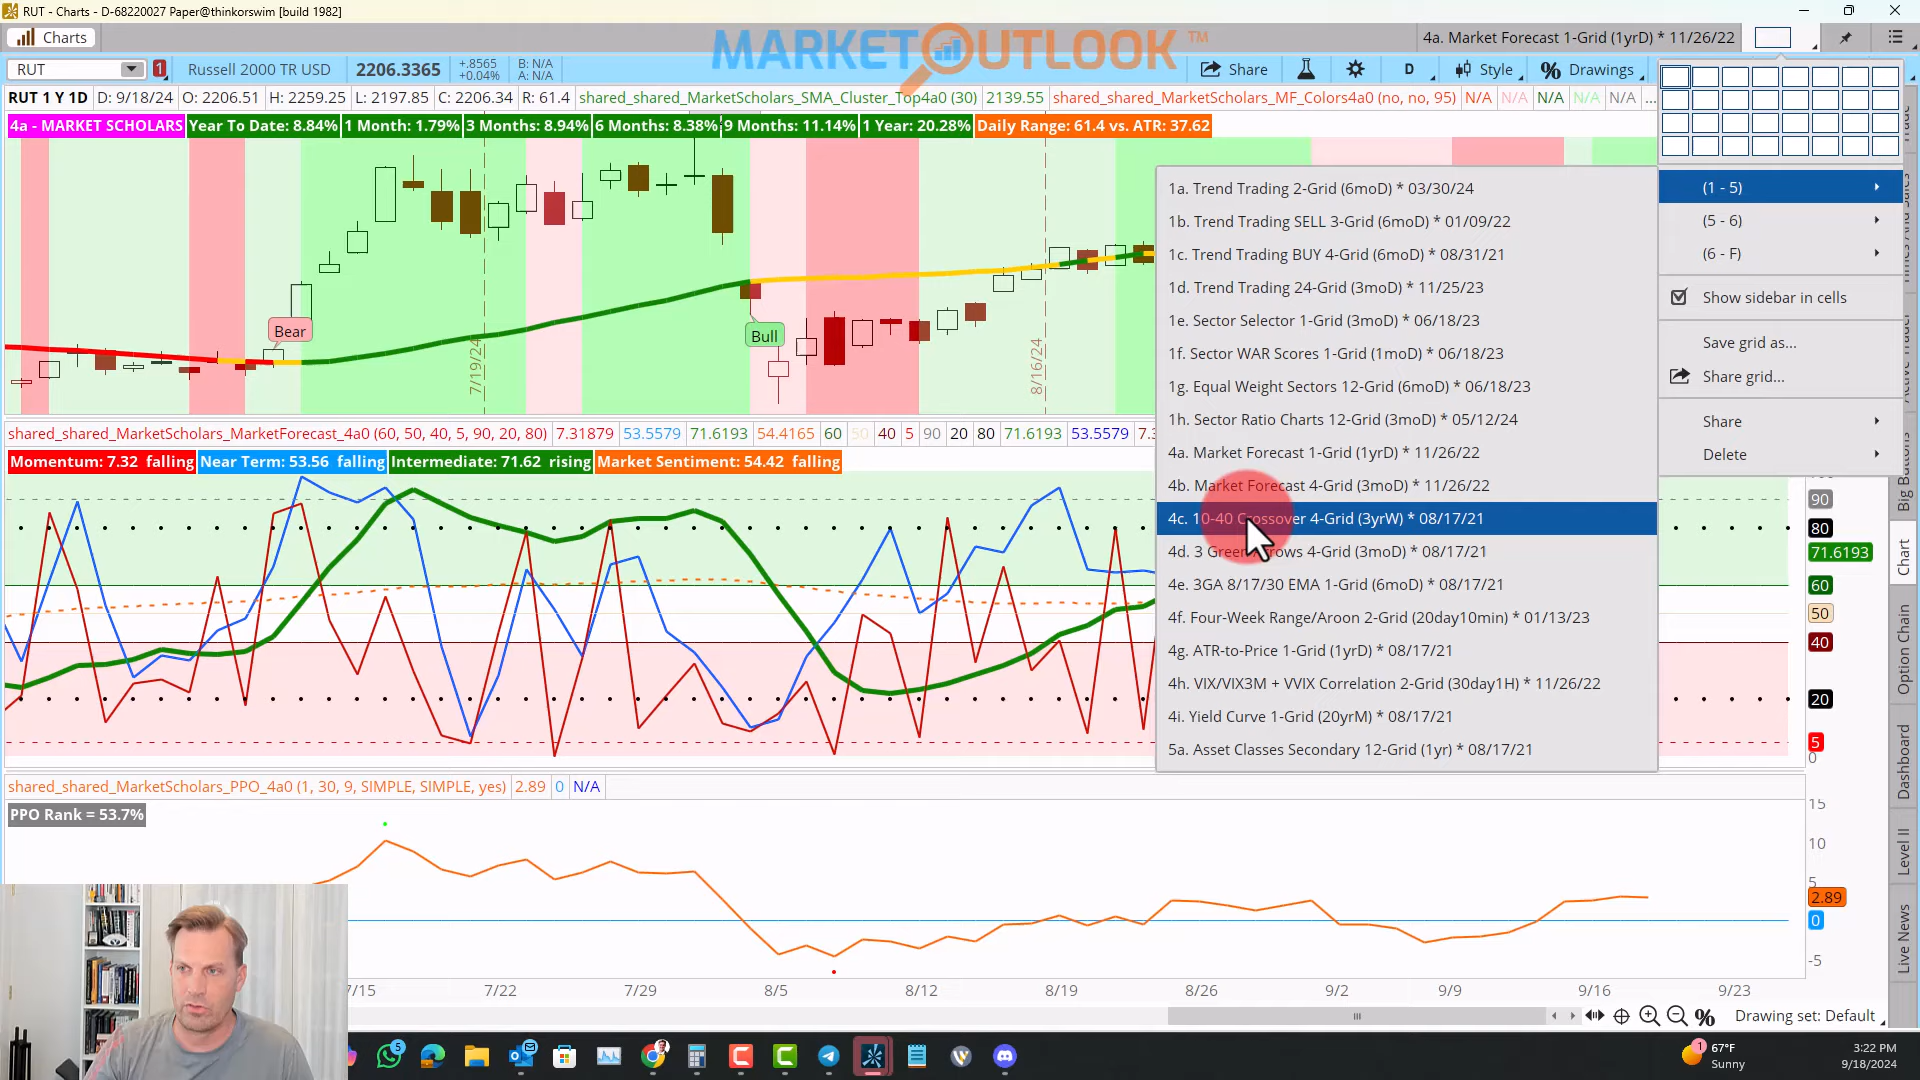 RUT - Charts - D-68220027 Paper@thinkorswim [build 1982]
Charts
MARKETOUTLOOK ™
4a. Market Forecast 1-Grid (1yrD) * 11/26/22
RUT
1
Russell 2000 TR USD
2206.3365
+.8565
+0.04%
B: N/A
A: N/A
Share
D
Style
Drawings
RUT 1 Y 1D
D: 9/18/24
O: 2206.51
H: 2259.25
L: 2197.85
C: 2206.34
R: 61.4
shared_shared_MarketScholars_SMA_Cluster_Top4a0 (30)
2139.55
shared_shared_MarketScholars_MF_Colors4a0 (no, no, 95)
N/A
N/A
N/A
N/A
N/A
...
4a - MARKET SCHOLARS
Year To Date: 8.84%
1 Month: 1.79%
3 Months: 8.94%
6 Months: 8.38%
9 Months: 11.14%
1 Year: 20.28%
Daily Range: 61.4 vs. ATR: 37.62
Bear
Bull
7/19/24
8/16/24
1a. Trend Trading 2-Grid (6moD) * 03/30/24
1b. Trend Trading SELL 3-Grid (6moD) * 01/09/22
1c. Trend Trading BUY 4-Grid (6moD) * 08/31/21
1d. Trend Trading 24-Grid (3moD) * 11/25/23
1e. Sector Selector 1-Grid (3moD) * 06/18/23
1f. Sector WAR Scores 1-Grid (1moD) * 06/18/23
1g. Equal Weight Sectors 12-Grid (6moD) * 06/18/23
1h. Sector Ratio Charts 12-Grid (3moD) * 05/12/24
4a. Market Forecast 1-Grid (1yrD) * 11/26/22
4b. Market Forecast 4-Grid (3moD) * 11/26/22
4c. 10-40 Crossover 4-Grid (3yrW) * 08/17/21
4d. 3 Green Arrows 4-Grid (3moD) * 08/17/21
4e. 3GA 8/17/30 EMA 1-Grid (6moD) * 08/17/21
4f. Four-Week Range/Aroon 2-Grid (20day10min) * 01/13/23
4g. ATR-to-Price 1-Grid (1yrD) * 08/17/21
4h. VIX/VIX3M + VVIX Correlation 2-Grid (30day1H) * 11/26/22
4i. Yield Curve 1-Grid (20yrM) * 08/17/21
5a. Asset Classes Secondary 12-Grid (1yr) * 08/17/21
(1 - 5)
(5 - 6)
(6 - F)
Show sidebar in cells
Save grid as...
Share grid...
Share
Delete
shared_shared_MarketScholars_MarketForecast_4a0 (60, 50, 40, 5, 90, 20, 80)
7.31879
53.5579
71.6193
54.4165
60
50
40
5
90
20
80
71.6193
53.5579
7.3
Momentum: 7.32 falling
Near Term: 53.56 falling
Intermediate: 71.62 rising
Market Sentiment: 54.42 falling
90
80
71.6193
60
50
40
20
5
0
shared_shared_MarketScholars_PPO_4a0 (1, 30, 9, SIMPLE, SIMPLE, yes)
2.89
0
N/A
PPO Rank = 53.7%
15
10
5
2.89
0
-5
7/15
7/22
7/29
8/5
8/12
8/19
8/26
9/2
9/9
9/16
9/23
Drawing set: Default
Big Buttons
Chart
Option Chain
Dashboard
Level II
Live News
5
1
67°F
Sunny
3:22 PM
9/18/2024